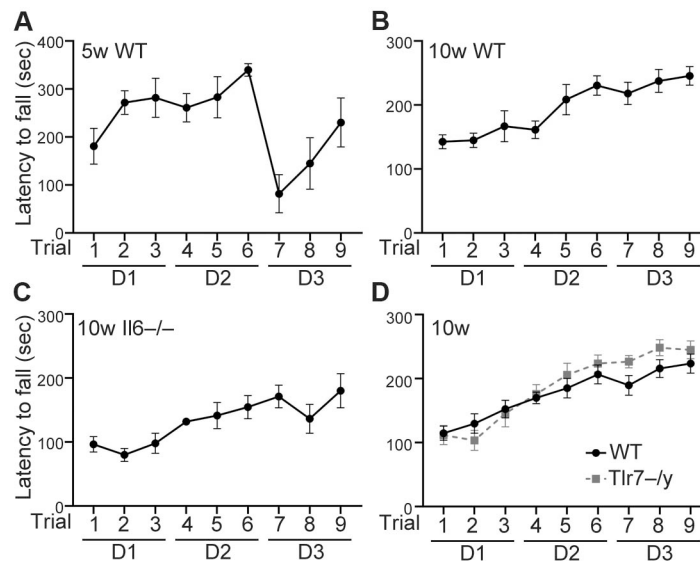 A
B
5w WT
10w WT
Latency to fall (sec)
400
300
200
100
0
300
200
100
0
Trial 1 2 3 4 5 6 7 8 9
D1 D2 D3
Trial 1 2 3 4 5 6 7 8 9
D1 D2 D3
C
D
10w Il6–/–
10w
Latency to fall (sec)
300
200
100
0
300
200
100
0
WT
Tlr7–/y
Trial 1 2 3 4 5 6 7 8 9
D1 D2 D3
Trial 1 2 3 4 5 6 7 8 9
D1 D2 D3